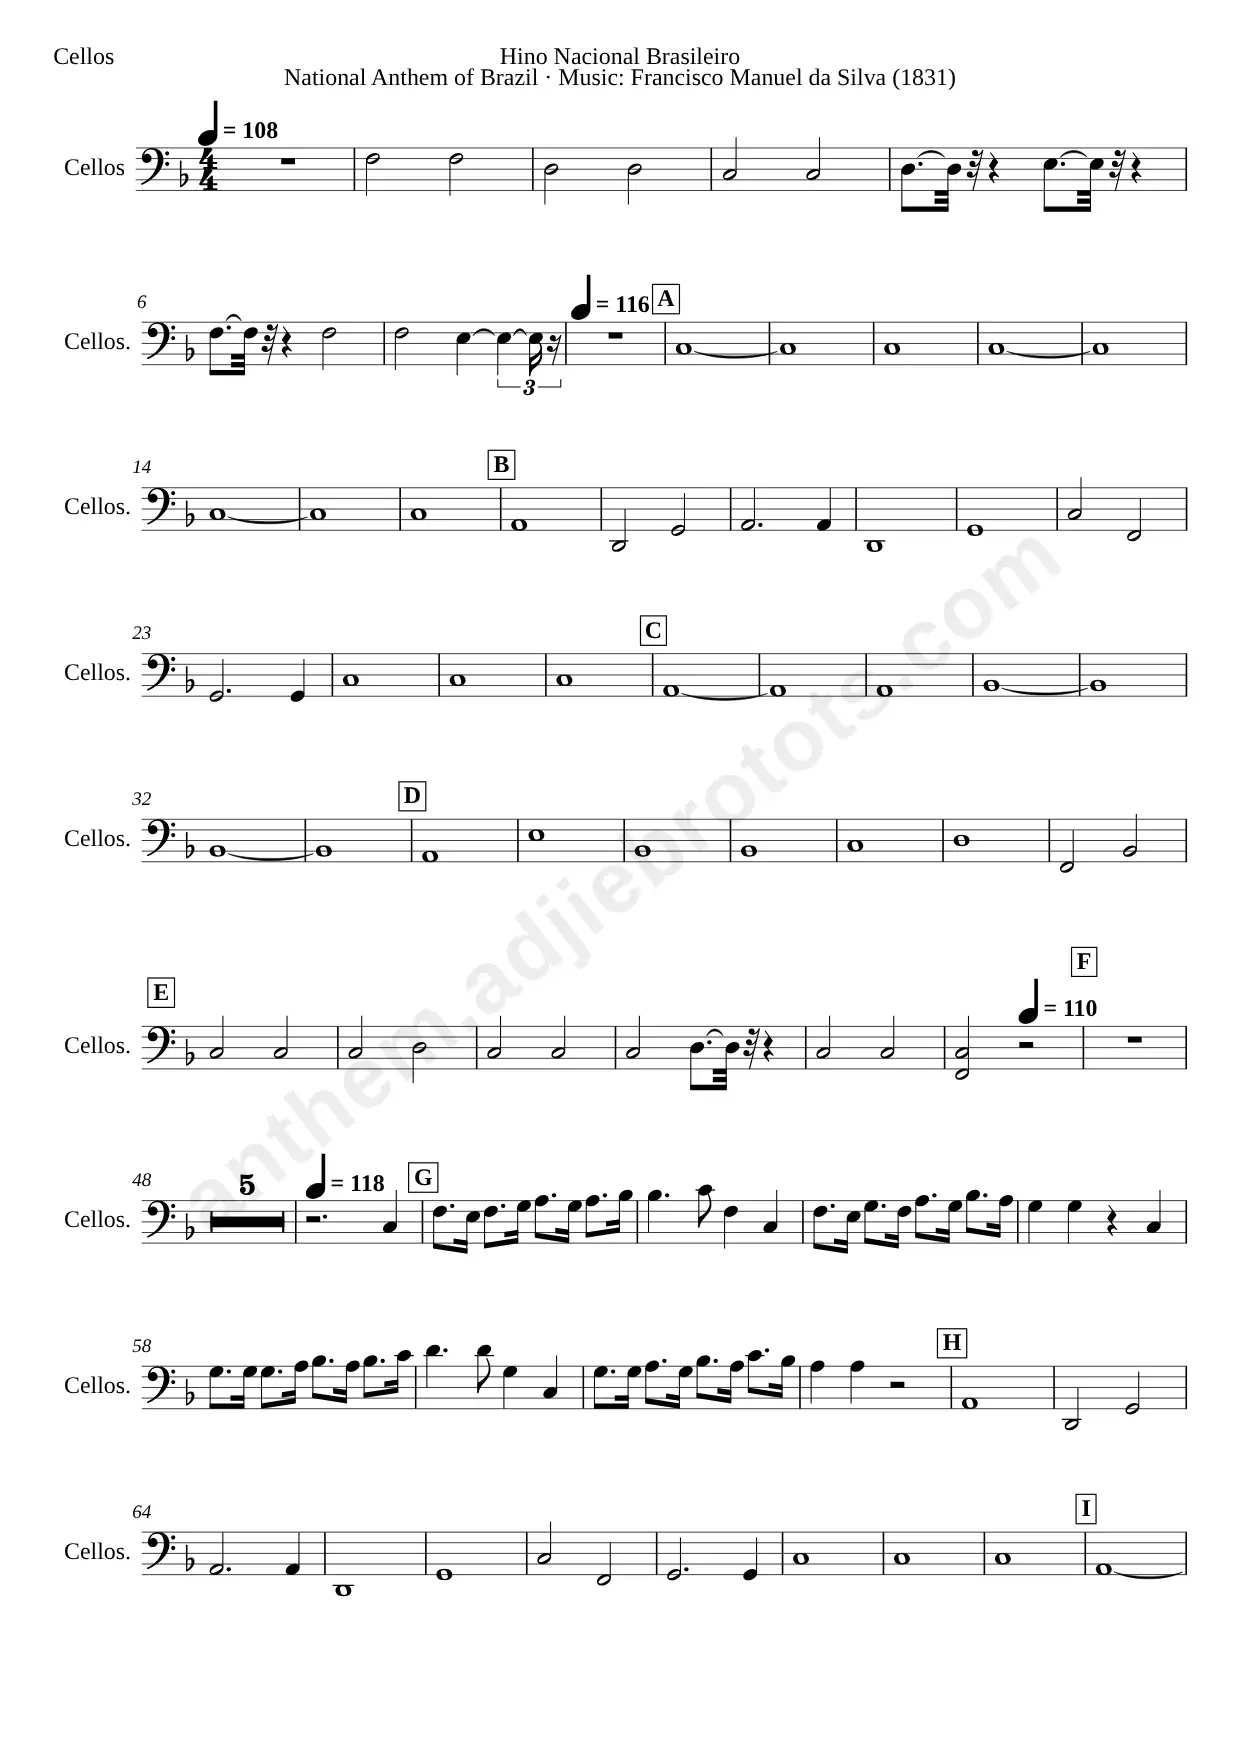 Cellos
Hino Nacional Brasileiro
National Anthem of Brazil · Music: Francisco Manuel da Silva (1831)
= 108
Cellos
6
= 116
A
Cellos.
3
14
B
Cellos.
23
C
Cellos.
32
D
Cellos.
E
F
= 110
Cellos.
48
5
= 118
G
Cellos.
58
H
Cellos.
64
I
Cellos.
anthem.adjiebrotots.com